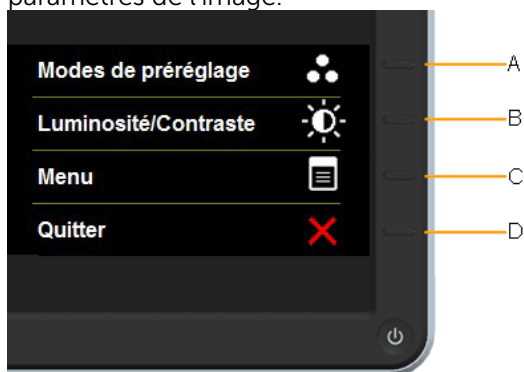 paramètres de l'image.
Modes de préréglage
A
Luminosité/Contraste
B
Menu
C
Quitter
D